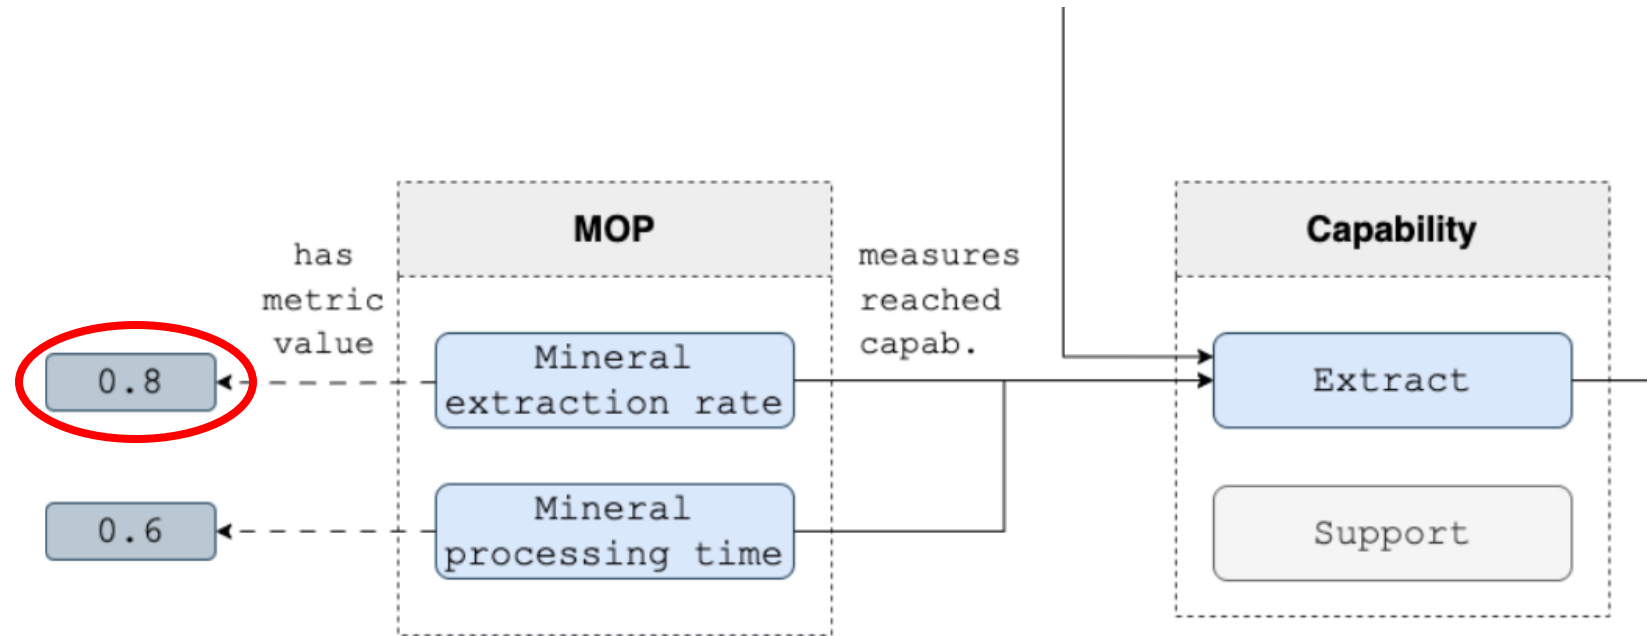 MOP
Capability
has
metric
value
measures
reached
capab.
0.8
Mineral
extraction rate
Extract
0.6
Mineral
processing time
Support